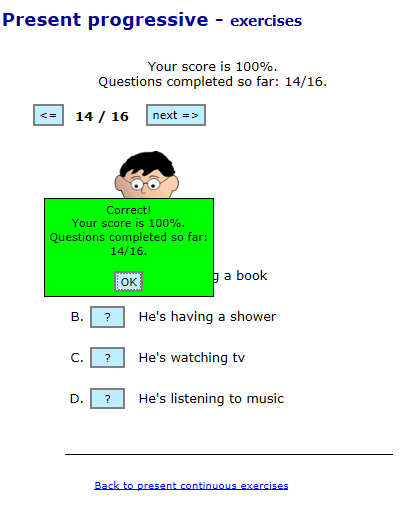 Present progressive - exercises
Your score is 100%.
Questions completed so far: 14/16.
<= 14 / 16 next =>
Correct!
Your score is 100%.
Questions completed so far:
14/16.
OK
a book
B. ? He's having a shower
C. ? He's watching tv
D. ? He's listening to music
Back to present continuous exercises